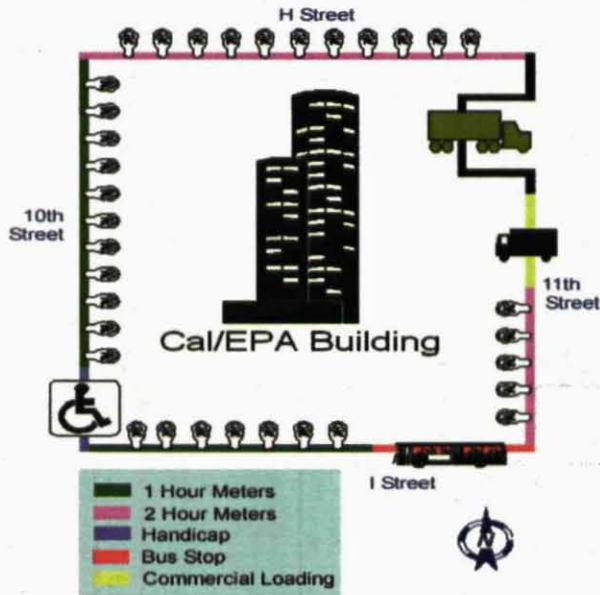 H Street
10th
Street
11th
Street
Cal/EPA Building
I Street
1 Hour Meters
2 Hour Meters
Handicap
Bus Stop
Commercial Loading
N